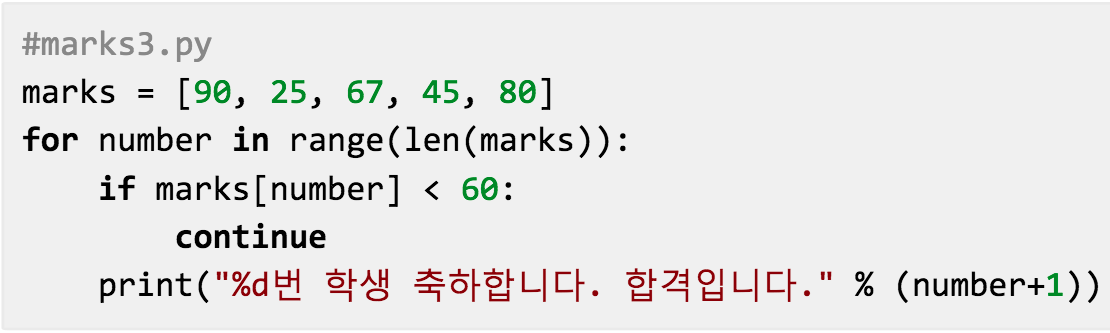 #marks3.py
marks = [90, 25, 67, 45, 80]
for number in range(len(marks)):
    if marks[number] < 60:
        continue
    print("%d번 학생 축하합니다. 합격입니다." % (number+1))